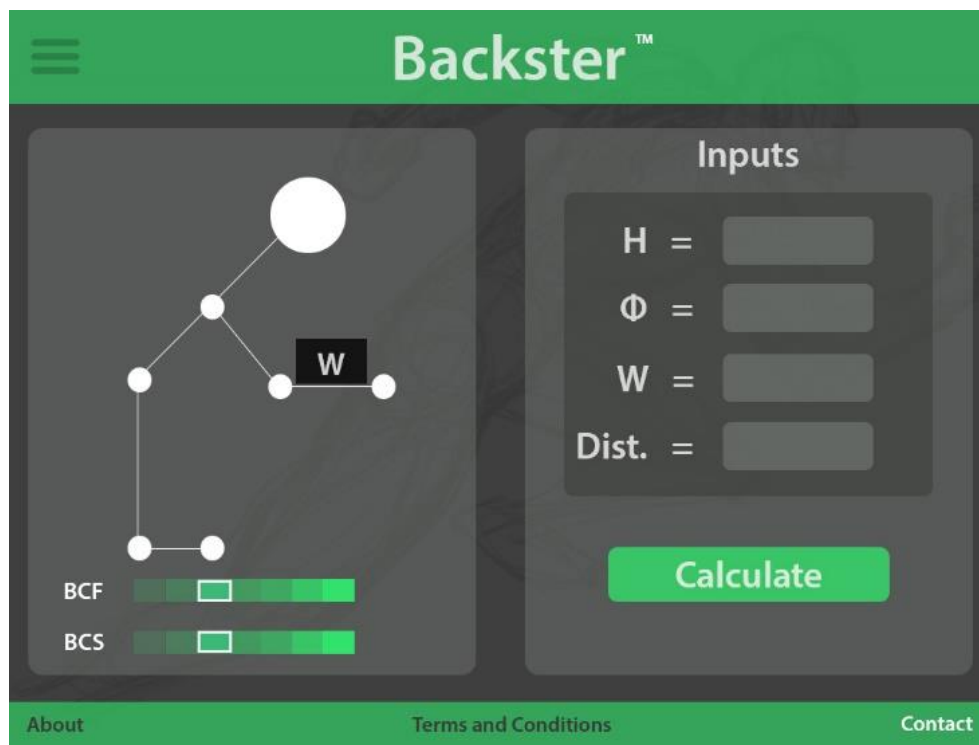 Backster™
W
BCF
BCS
Inputs
H =
Φ =
W =
Dist. =
Calculate
About
Terms and Conditions
Contact